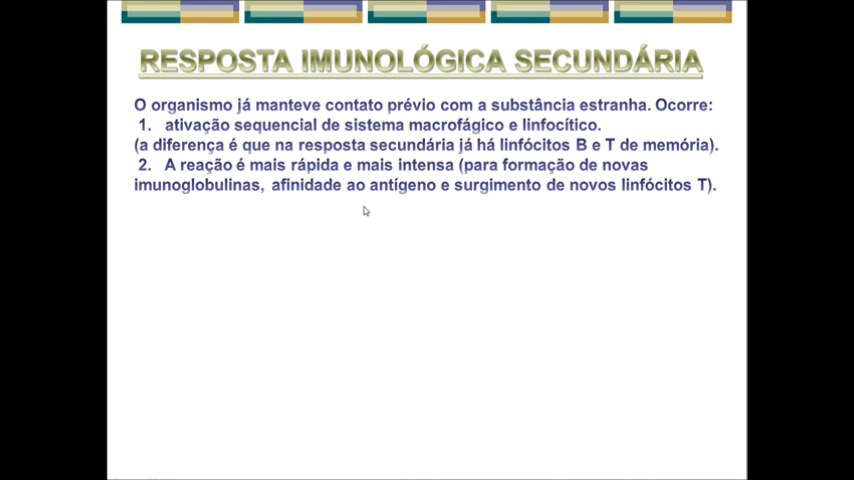 RESPOSTA IMUNOLÓGICA SECUNDÁRIA
O organismo já manteve contato prévio com a substância estranha. Ocorre:
1. ativação sequencial de sistema macrofágico e linfocítico.
(a diferença é que na resposta secundária já há linfócitos B e T de memória).
2. A reação é mais rápida e mais intensa (para formação de novas
imunoglobulinas, afinidade ao antígeno e surgimento de novos linfócitos T).